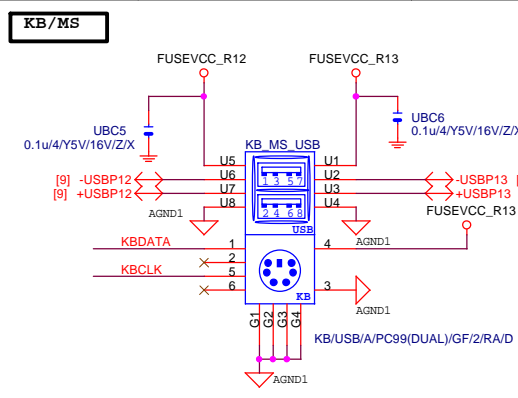 KB/MS
FUSEVCC_R12
FUSEVCC_R13
UBC5
0.1u/4/Y5V/16V/Z/X
UBC6
0.1u/4/Y5V/16V/Z/X
KB_MS_USB
U5
U1
[9] -USBP12
U6
U2
-USBP13
[9] +USBP12
U7
U3
+USBP13
U8
U4
1 3 5 7
2 4 6 8
AGND1
FUSEVCC_R13
USB
KBDATA
1
4
AGND1
2
KBCLK
5
6
3
KB
AGND1
G1
G2
G3
G4
KB/USB/A/PC99(DUAL)/GF/2/RA/D
AGND1